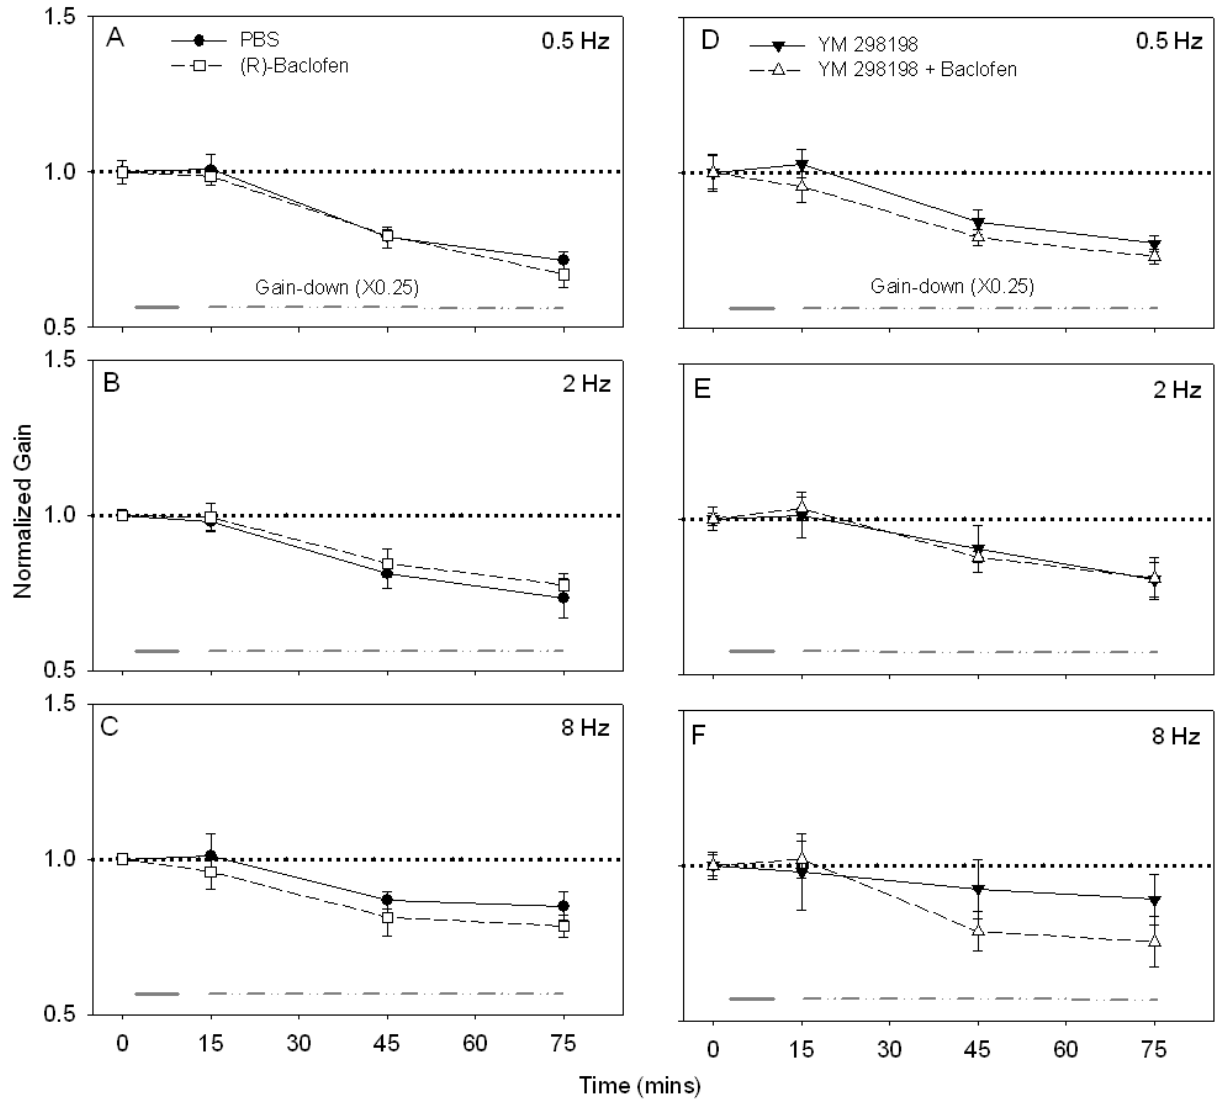 A
PBS
(R)-Baclofen
0.5 Hz
1.5
1.0
0.5
Gain-down (X0.25)
D
YM 298198
YM 298198 + Baclofen
0.5 Hz
Gain-down (X0.25)
B
2 Hz
1.5
1.0
0.5
E
2 Hz
Normalized Gain
C
8 Hz
1.5
1.0
0.5
0 15 30 45 60 75
F
8 Hz
0 15 30 45 60 75
Time (mins)